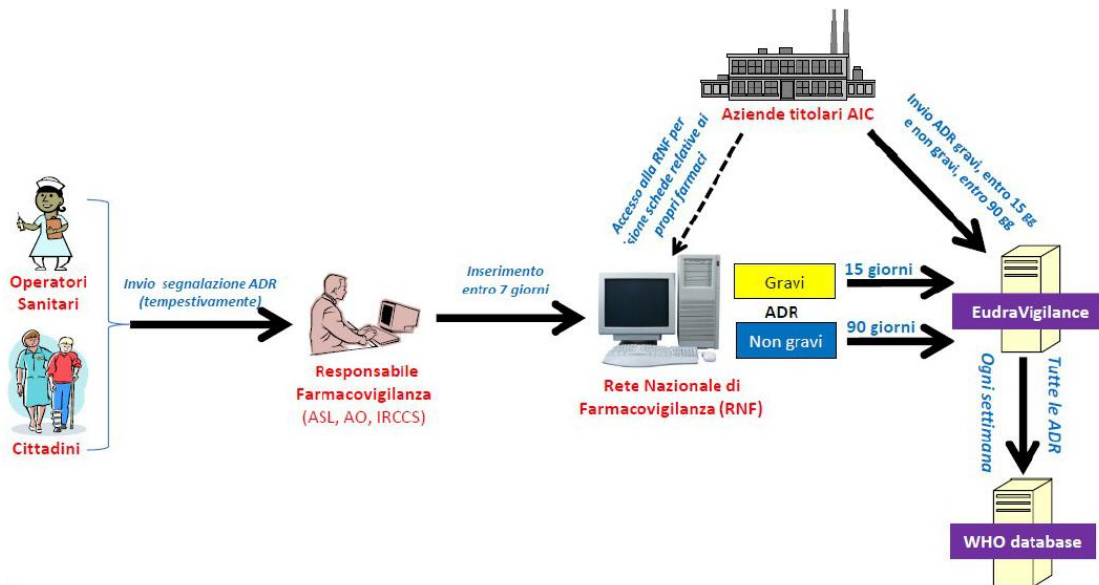 Aziende titolari AIC
Accesso alla RNF per
isione schede relative ai
propri farmaci
Invio ADR gravi, entro 15 gg
e non gravi, entro 90 gg
Operatori
Sanitari
Cittadini
Invio segnalazione ADR
(tempestivamente)
Responsabile
Farmacovigilanza
(ASL, AO, IRCCS)
Inserimento
entro 7 giorni
Rete Nazionale di
Farmacovigilanza (RNF)
Gravi
ADR
Non gravi
15 giorni
90 giorni
EudraVigilance
Ogni settimana
Tutte le ADR
WHO database